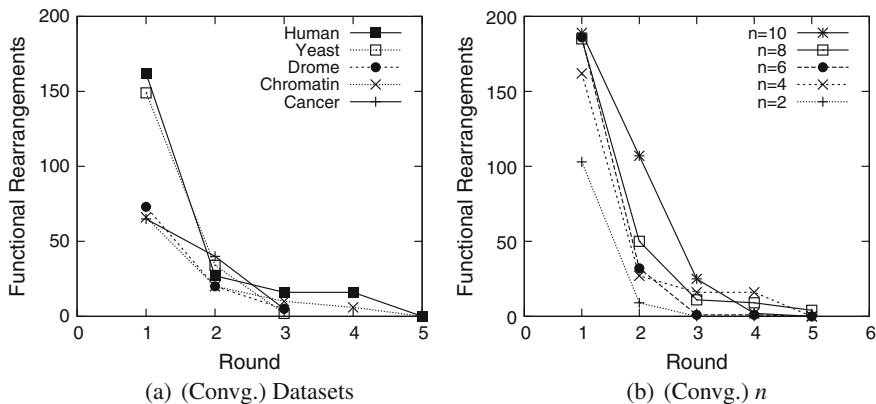 Functional Rearrangements
200
150
100
50
0
0 1 2 3 4 5
Human
Yeast
Drome
Chromatin
Cancer
Round
(a) (Convg.) Datasets
Functional Rearrangements
200
150
100
50
0
0 1 2 3 4 5 6
n=10
n=8
n=6
n=4
n=2
Round
(b) (Convg.) n